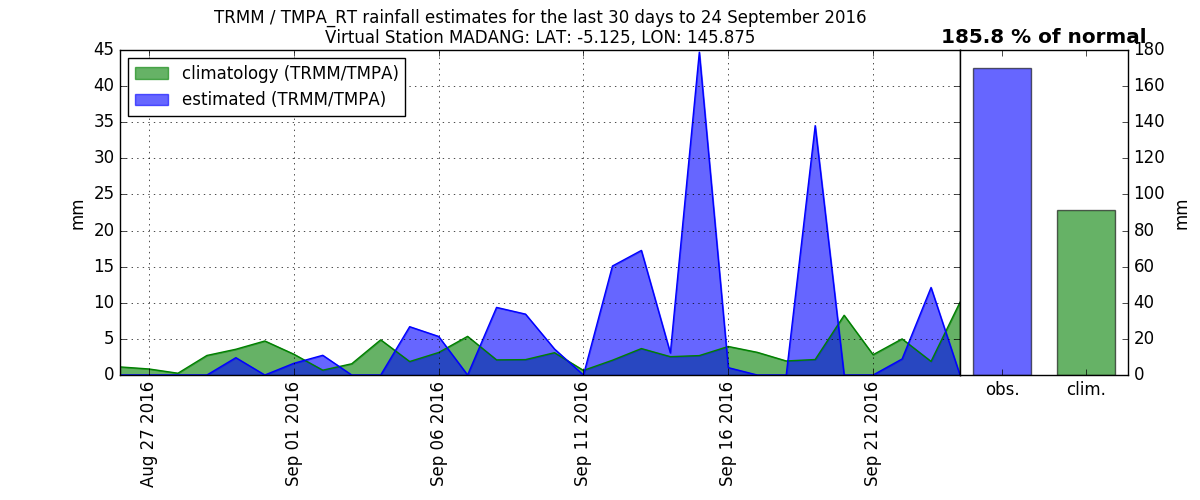 TRMM / TMPA_RT rainfall estimates for the last 30 days to 24 September 2016
Virtual Station MADANG: LAT: -5.125, LON: 145.875
185.8 % of normal
climatology (TRMM/TMPA)
estimated (TRMM/TMPA)
mm
45
40
35
30
25
20
15
10
5
0
Aug 27 2016
Sep 01 2016
Sep 06 2016
Sep 11 2016
Sep 16 2016
Sep 21 2016
obs.
clim.
180
160
140
120
100
80
60
40
20
0
mm